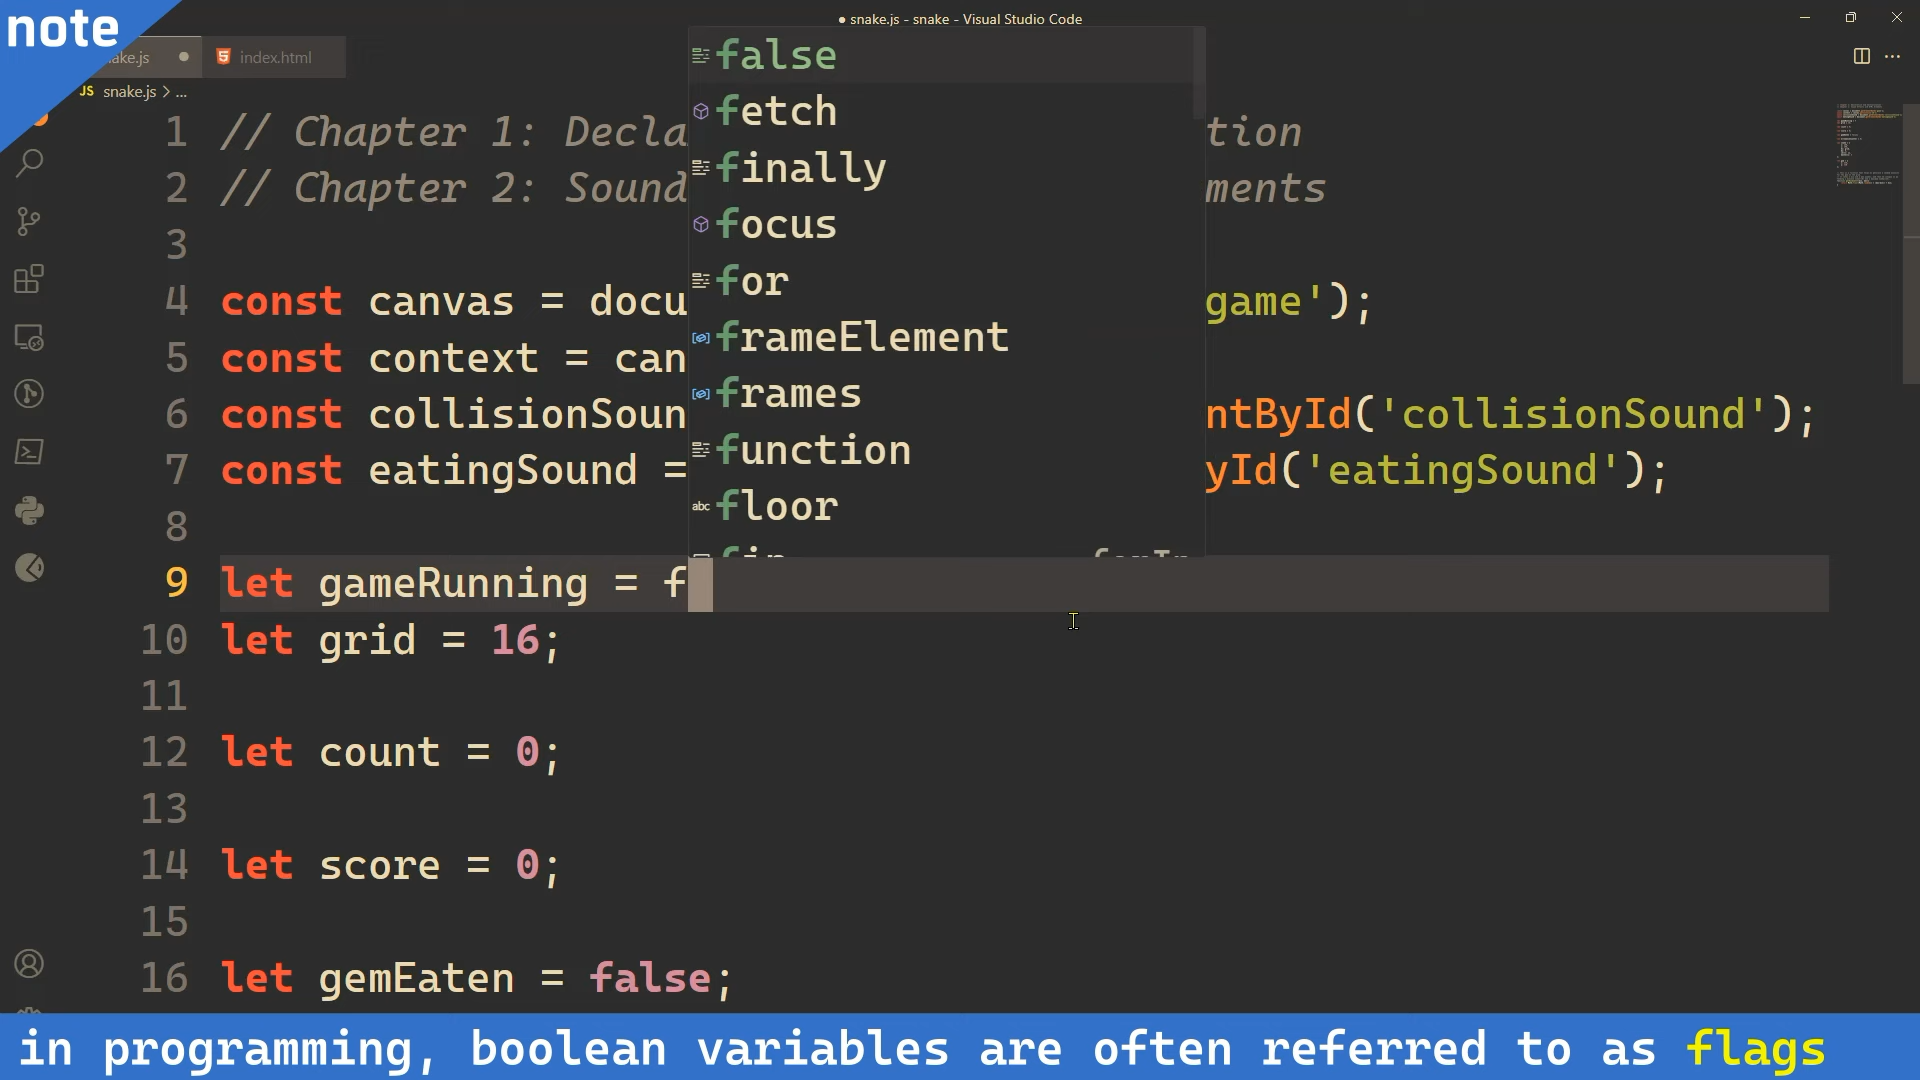 note
snake.js - snake - Visual Studio Code
ake.js
index.html
JS snake.js > ...
1 // Chapter 1: Decla tion
2 // Chapter 2: Sound ments
3
4 const canvas = docu game');
5 const context = can
6 const collisionSoun ntById('collisionSound');
7 const eatingSound = yId('eatingSound');
8
false
fetch
finally
focus
for
frameElement
frames
function
abc floor
9 let gameRunning = f
10 let grid = 16;
11
12 let count = 0;
13
14 let score = 0;
15
16 let gemEaten = false;
in programming, boolean variables are often referred to as flags